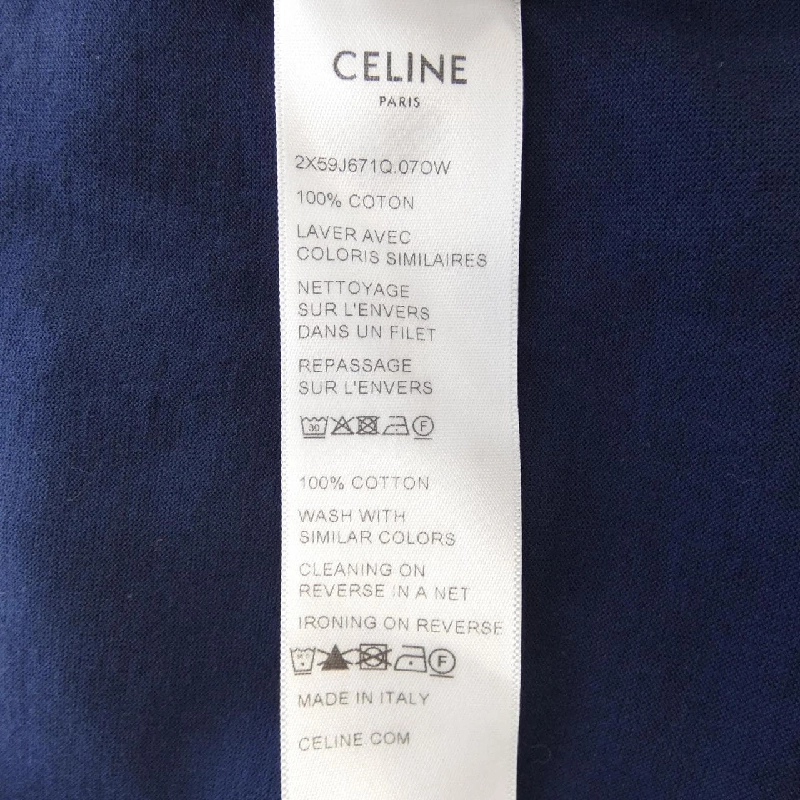 CELINE
PARIS
2X59J671Q.07OW
100% COTON
LAVER AVEC
COLORIS SIMILAIRES
NETTOYAGE
SUR L'ENVERS
DANS UN FILET
REPASSAGE
SUR L'ENVERS
30 F
100% COTTON
WASH WITH
SIMILAR COLORS
CLEANING ON
REVERSE IN A NET
IRONING ON REVERSE
F
MADE IN ITALY
CELINE.COM